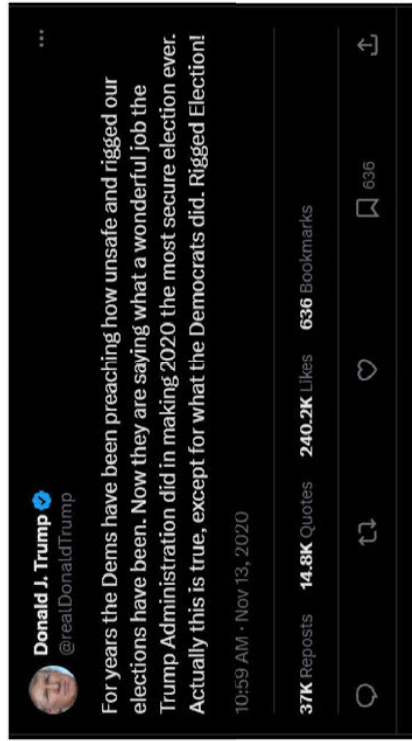 Donald J. Trump
@realDonaldTrump
For years the Dems have been preaching how unsafe and rigged our
elections have been. Now they are saying what a wonderful job the
Trump Administration did in making 2020 the most secure election ever.
Actually this is true, except for what the Democrats did. Rigged Election!
10:59 AM · Nov 13, 2020
37K Reposts 14.8K Quotes 240.2K Likes 636 Bookmarks
636